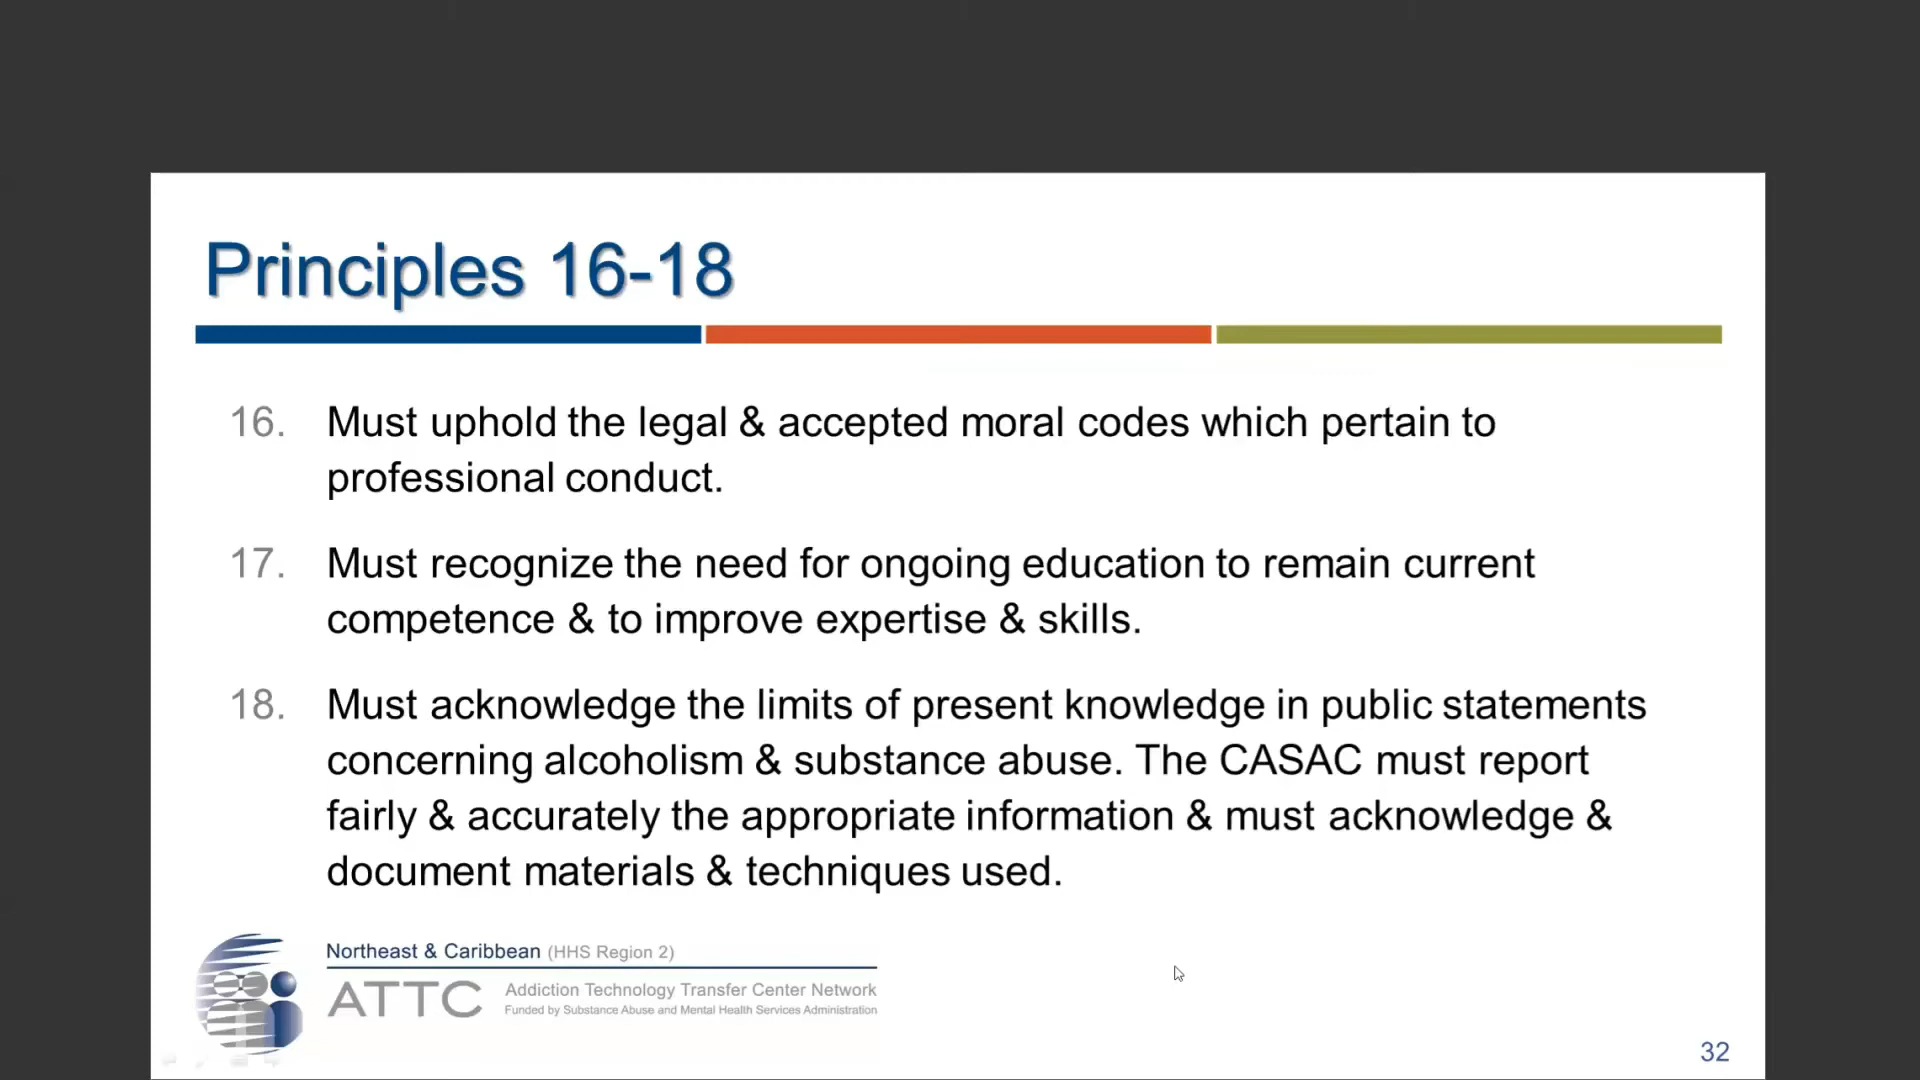 Principles 16-18
16. Must uphold the legal & accepted moral codes which pertain to
professional conduct.
17. Must recognize the need for ongoing education to remain current
competence & to improve expertise & skills.
18. Must acknowledge the limits of present knowledge in public statements
concerning alcoholism & substance abuse. The CASAC must report
fairly & accurately the appropriate information & must acknowledge &
document materials & techniques used.
Northeast & Caribbean (HHS Region 2)
ATTC Addiction Technology Transfer Center Network
Funded by Substance Abuse and Mental Health Services Administration
32